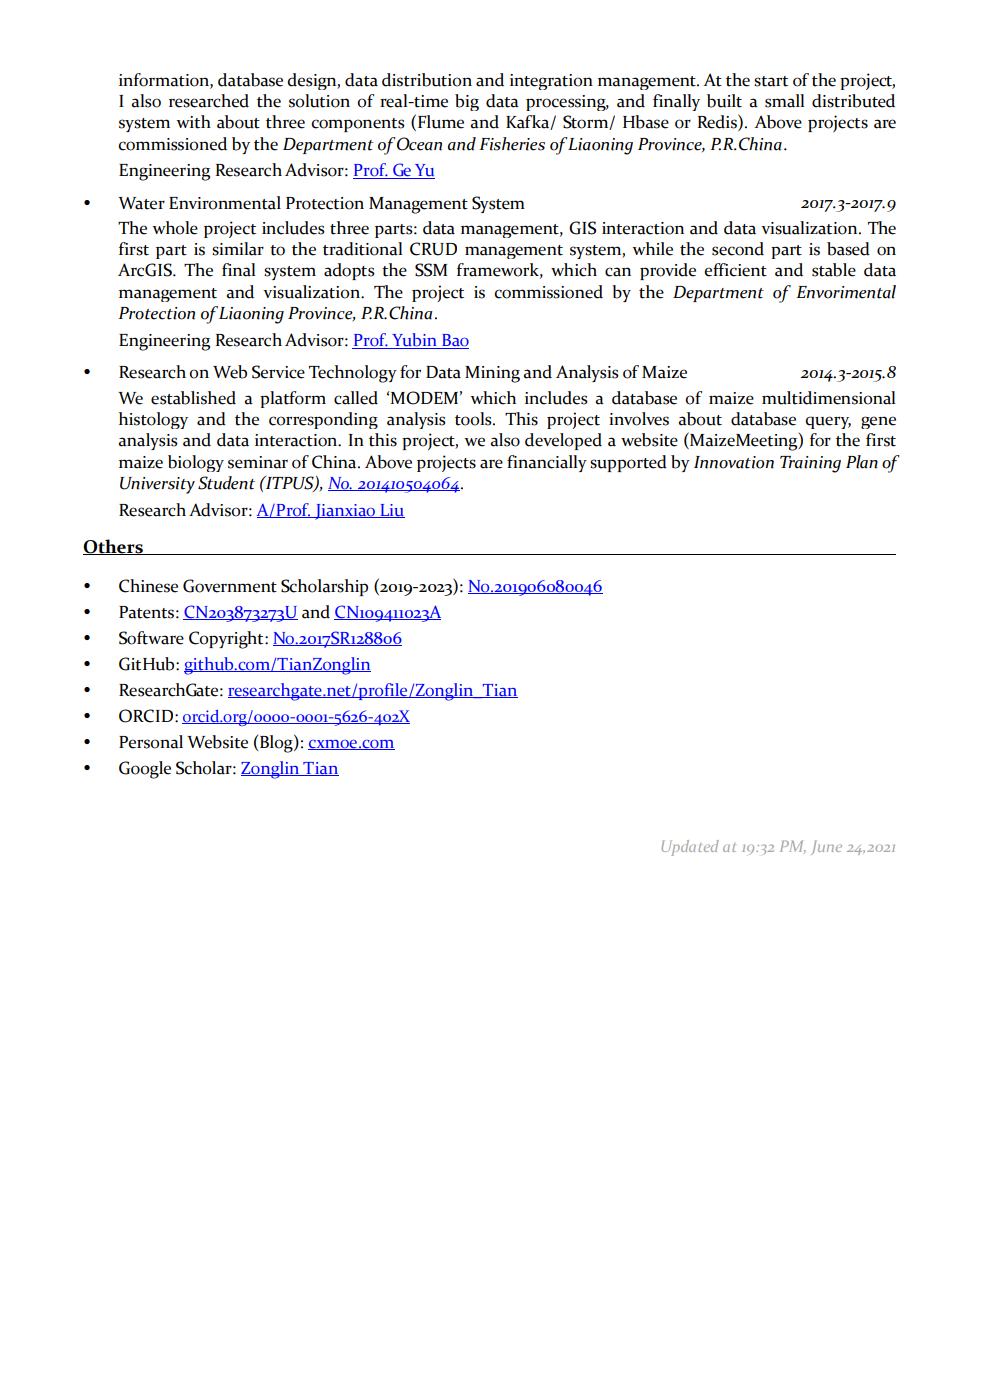 information, database design, data distribution and integration management. At the start of the project,
I also researched the solution of real-time big data processing, and finally built a small distributed
system with about three components (Flume and Kafka/ Storm/ Hbase or Redis). Above projects are
commissioned by the Department of Ocean and Fisheries of Liaoning Province, P.R.China.
Engineering Research Advisor: Prof. Ge Yu
• Water Environmental Protection Management System 2017.3-2017.9
The whole project includes three parts: data management, GIS interaction and data visualization. The
first part is similar to the traditional CRUD management system, while the second part is based on
ArcGIS. The final system adopts the SSM framework, which can provide efficient and stable data
management and visualization. The project is commissioned by the Department of Envorimental
Protection of Liaoning Province, P.R.China.
Engineering Research Advisor: Prof. Yubin Bao
• Research on Web Service Technology for Data Mining and Analysis of Maize 2014.3-2015.8
We established a platform called ‘MODEM’ which includes a database of maize multidimensional
histology and the corresponding analysis tools. This project involves about database query, gene
analysis and data interaction. In this project, we also developed a website (MaizeMeeting) for the first
maize biology seminar of China. Above projects are financially supported by Innovation Training Plan of
University Student (ITPUS), No. 201410504064.
Research Advisor: A/Prof. Jianxiao Liu
Others
• Chinese Government Scholarship (2019-2023): No.201906080046
• Patents: CN203873273U and CN109411023A
• Software Copyright: No.2017SR128806
• GitHub: github.com/TianZonglin
• ResearchGate: researchgate.net/profile/Zonglin_Tian
• ORCID: orcid.org/0000-0001-5626-402X
• Personal Website (Blog): cxmoe.com
• Google Scholar: Zonglin Tian
Updated at 19:32 PM, June 24,2021